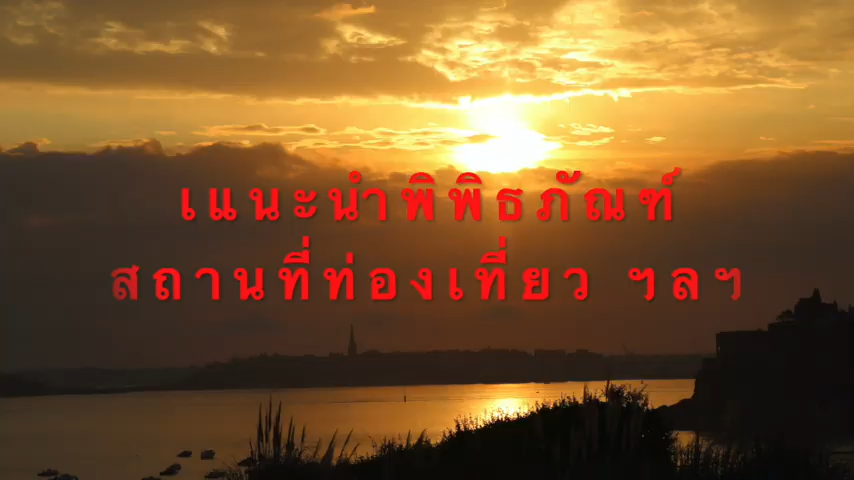 เแนะนำพิพิธภัณฑ์
สถานที่ท่องเที่ยว ฯลฯ